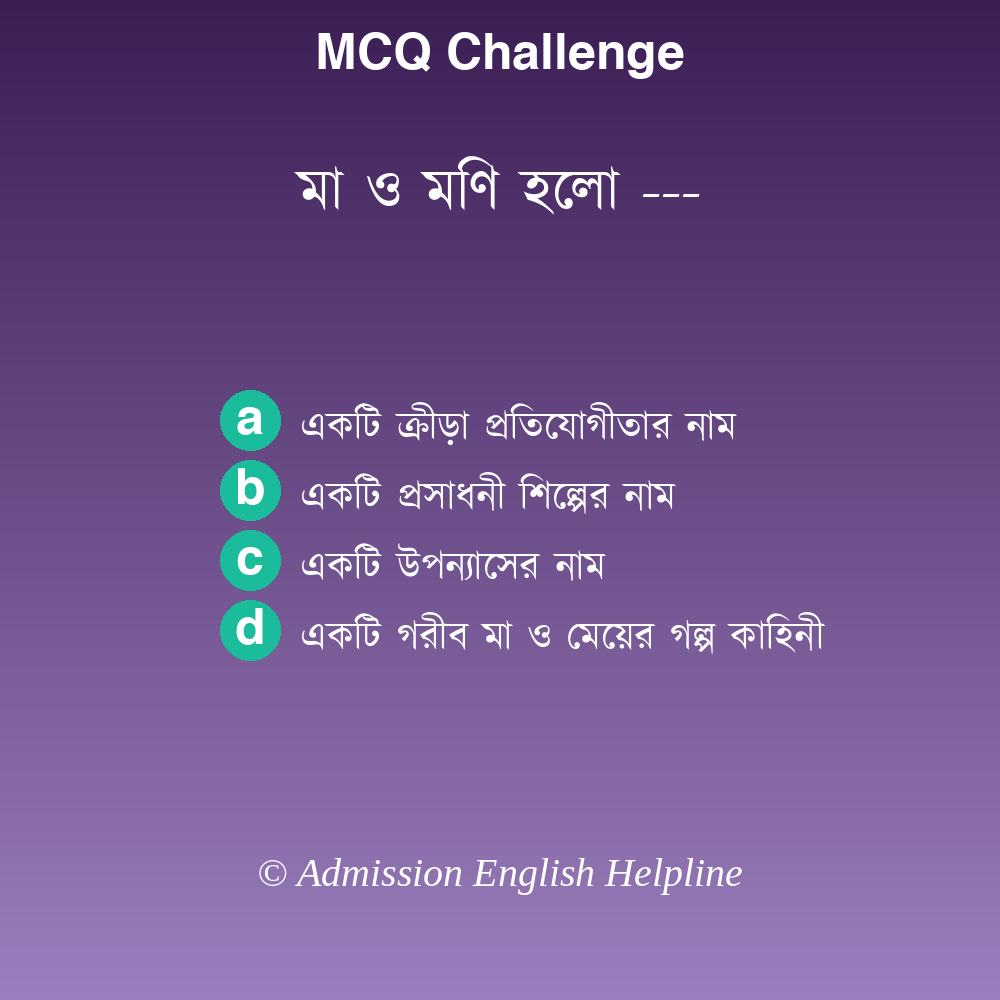 MCQ Challenge
মা ও মণি হলো ---
a একটি ক্রীড়া প্রতিযোগীতার নাম
b একটি প্রসাধনী শিল্পের নাম
c একটি উপন্যাসের নাম
d একটি গরীব মা ও মেয়ের গল্প কাহিনী
© Admission English Helpline